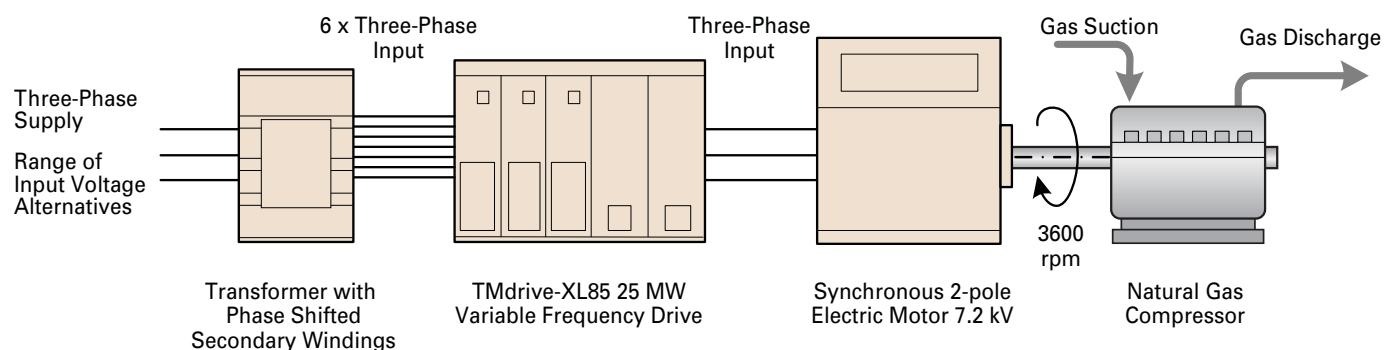 6 x Three-Phase
Input
Three-Phase
Input
Gas Suction
Gas Discharge
Three-Phase
Supply
Range of
Input Voltage
Alternatives
3600
rpm
Transformer with
Phase Shifted
Secondary Windings
TMdrive-XL85 25 MW
Variable Frequency Drive
Synchronous 2-pole
Electric Motor 7.2 kV
Natural Gas
Compressor